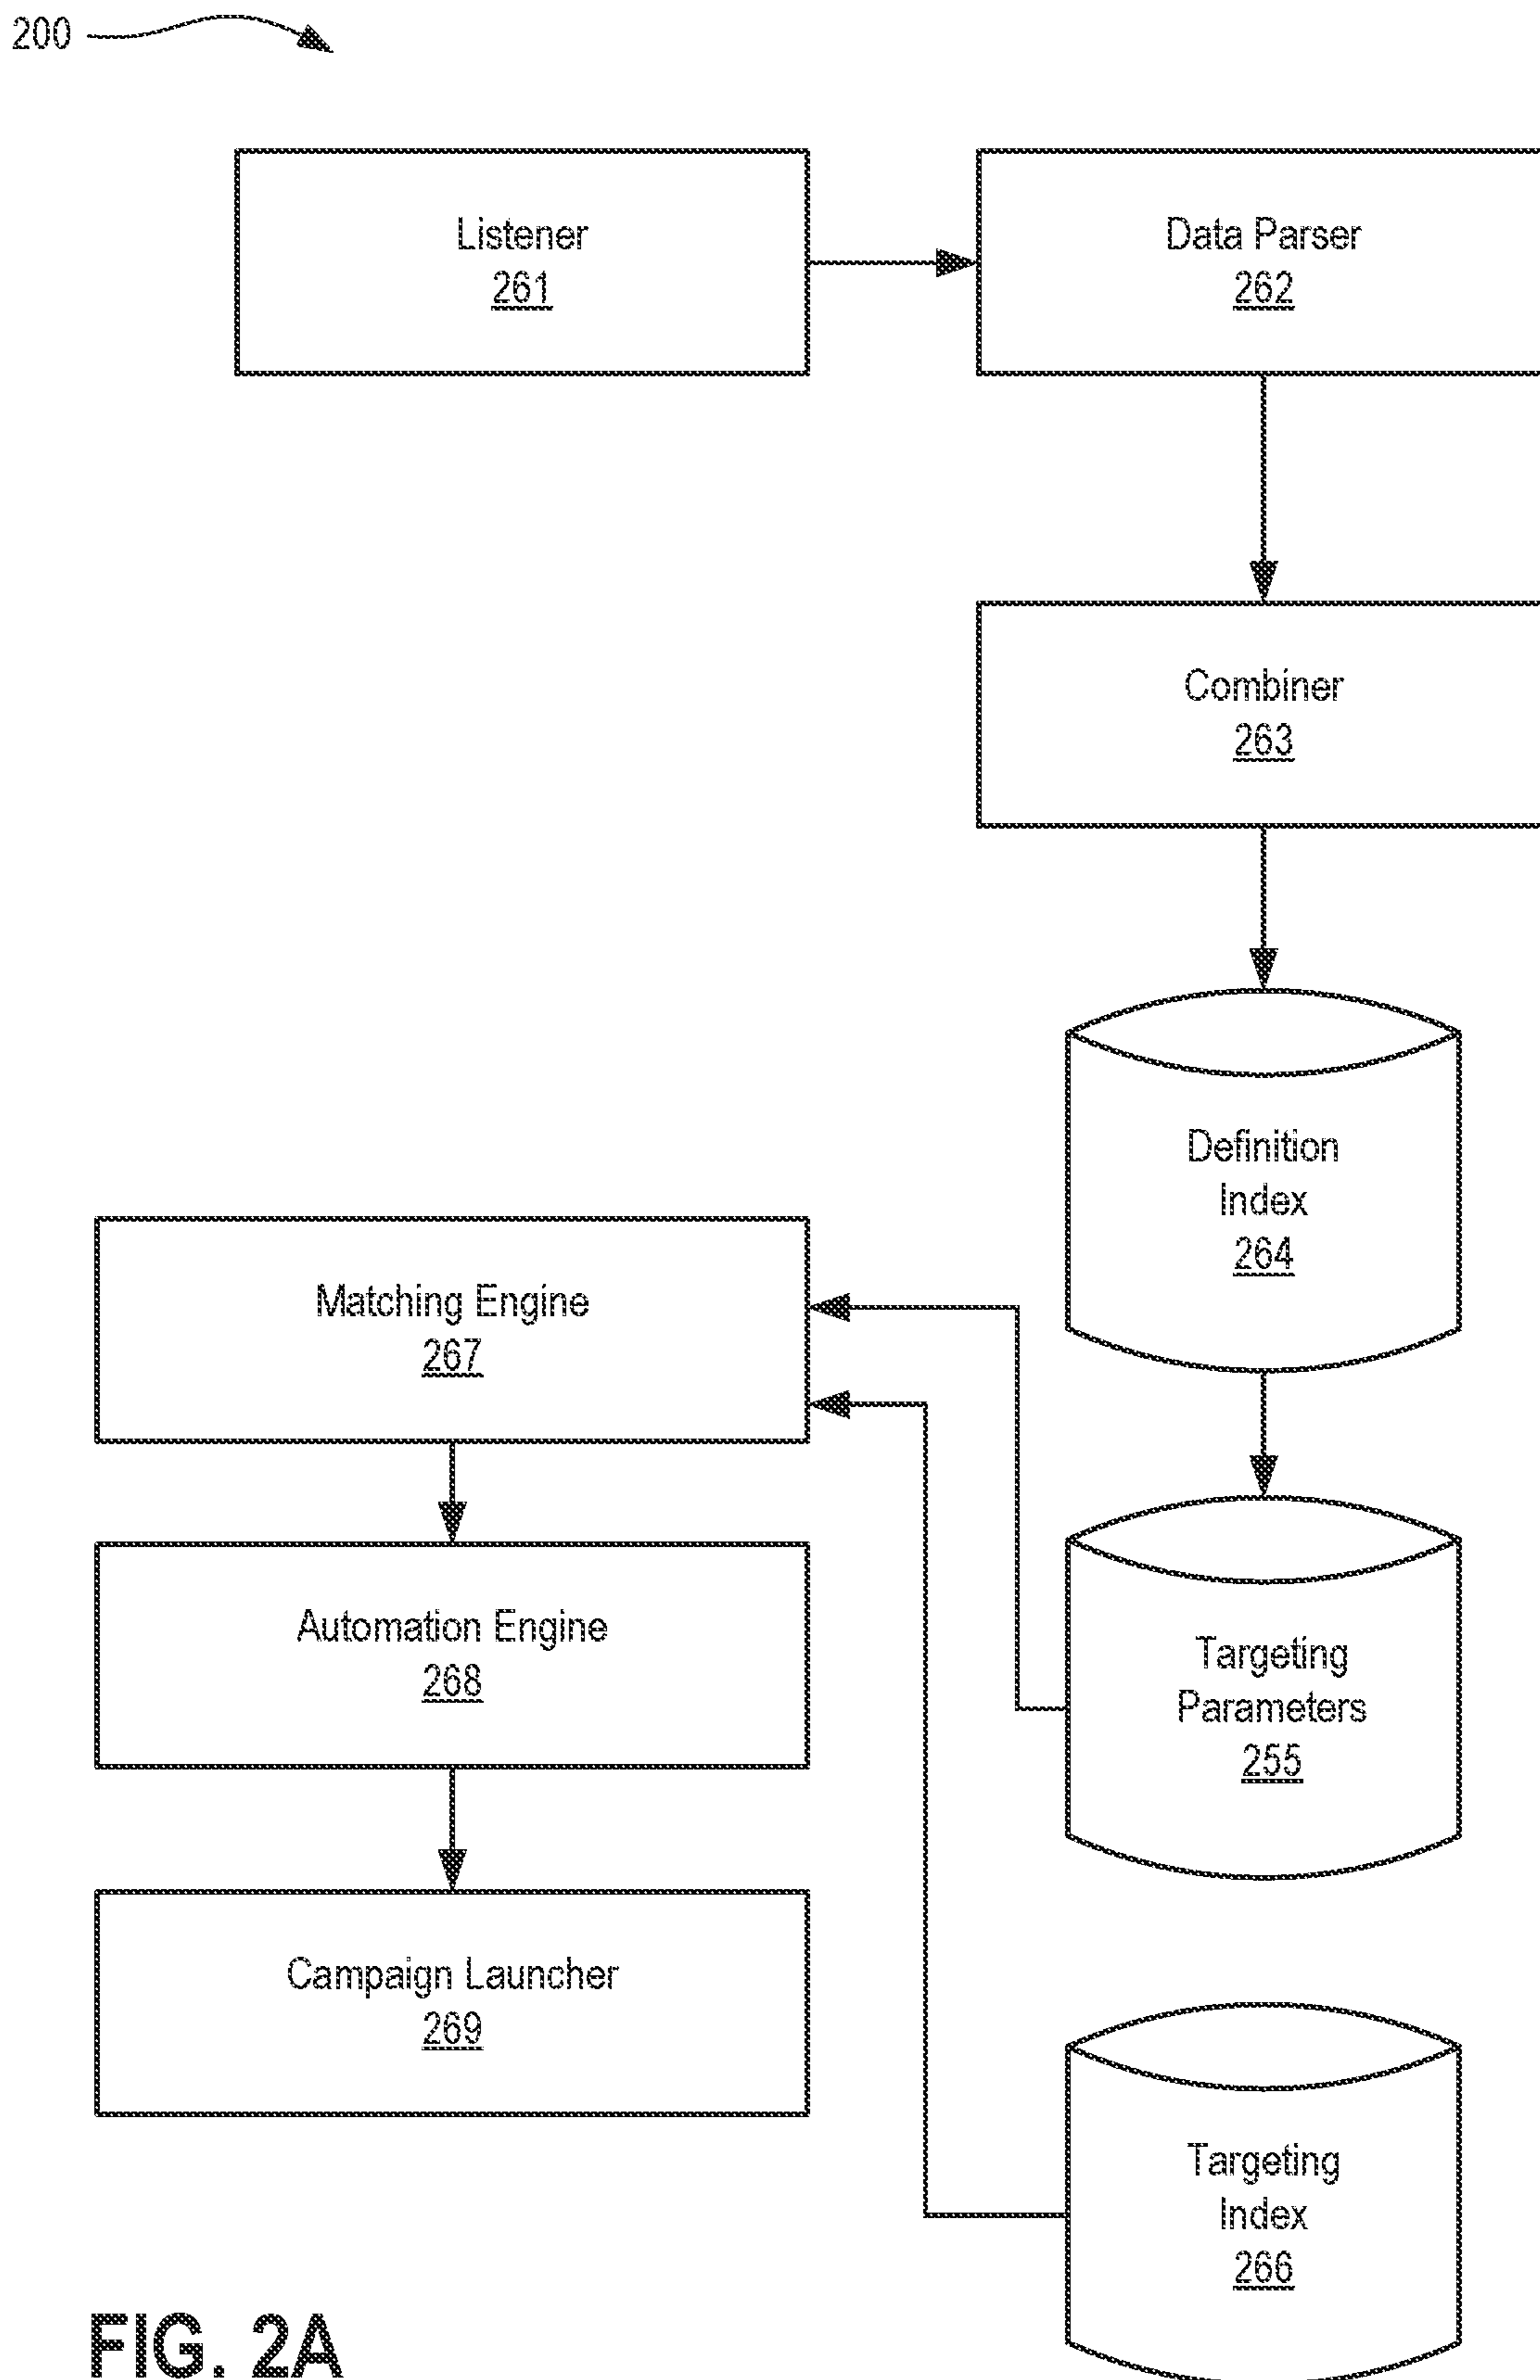 200
Listener
261
Data Parser
262
Combiner
263
Definition
Index
264
Matching Engine
267
Automation Engine
268
Targeting
Parameters
255
Campaign Launcher
269
Targeting
Index
266
FIG. 2A